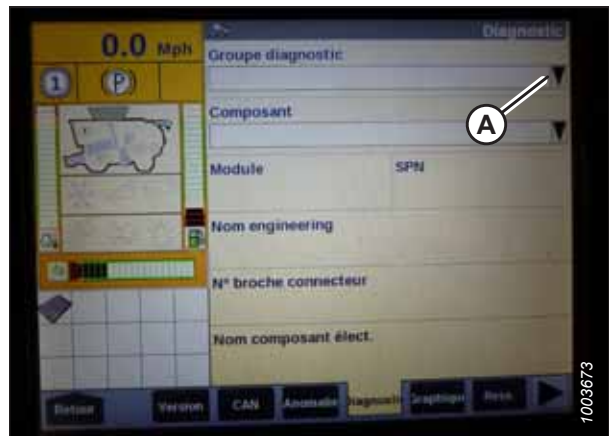 0.0 Mph
Diagnostic
Groupe diagnostic
1 P
A
Composant
Module SPN
Nom engineering
N° broche connecteur
Nom composant élect.
Retour Version CAN Anomalie Diagnostic Graphique
1003673